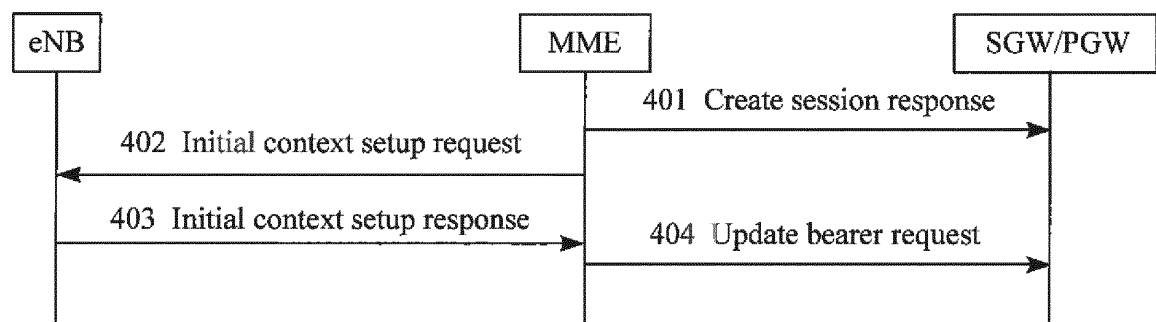 eNB
MME
SGW/PGW
401 Create session response
402 Initial context setup request
403 Initial context setup response
404 Update bearer request